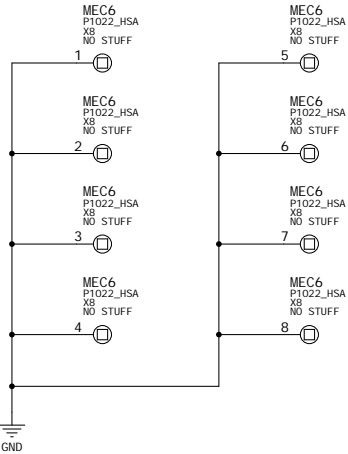 MEC6
P1022_HSA
X8
NO STUFF
1
MEC6
P1022_HSA
X8
NO STUFF
2
MEC6
P1022_HSA
X8
NO STUFF
3
MEC6
P1022_HSA
X8
NO STUFF
4
MEC6
P1022_HSA
X8
NO STUFF
5
MEC6
P1022_HSA
X8
NO STUFF
6
MEC6
P1022_HSA
X8
NO STUFF
7
MEC6
P1022_HSA
X8
NO STUFF
8
GND